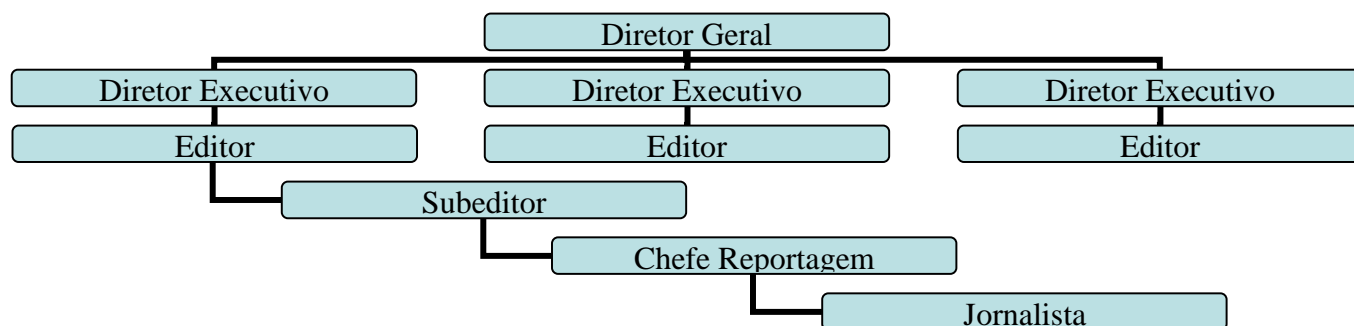 Diretor Geral
Diretor Executivo
Diretor Executivo
Diretor Executivo
Editor
Editor
Editor
Subeditor
Chefe Reportagem
Jornalista